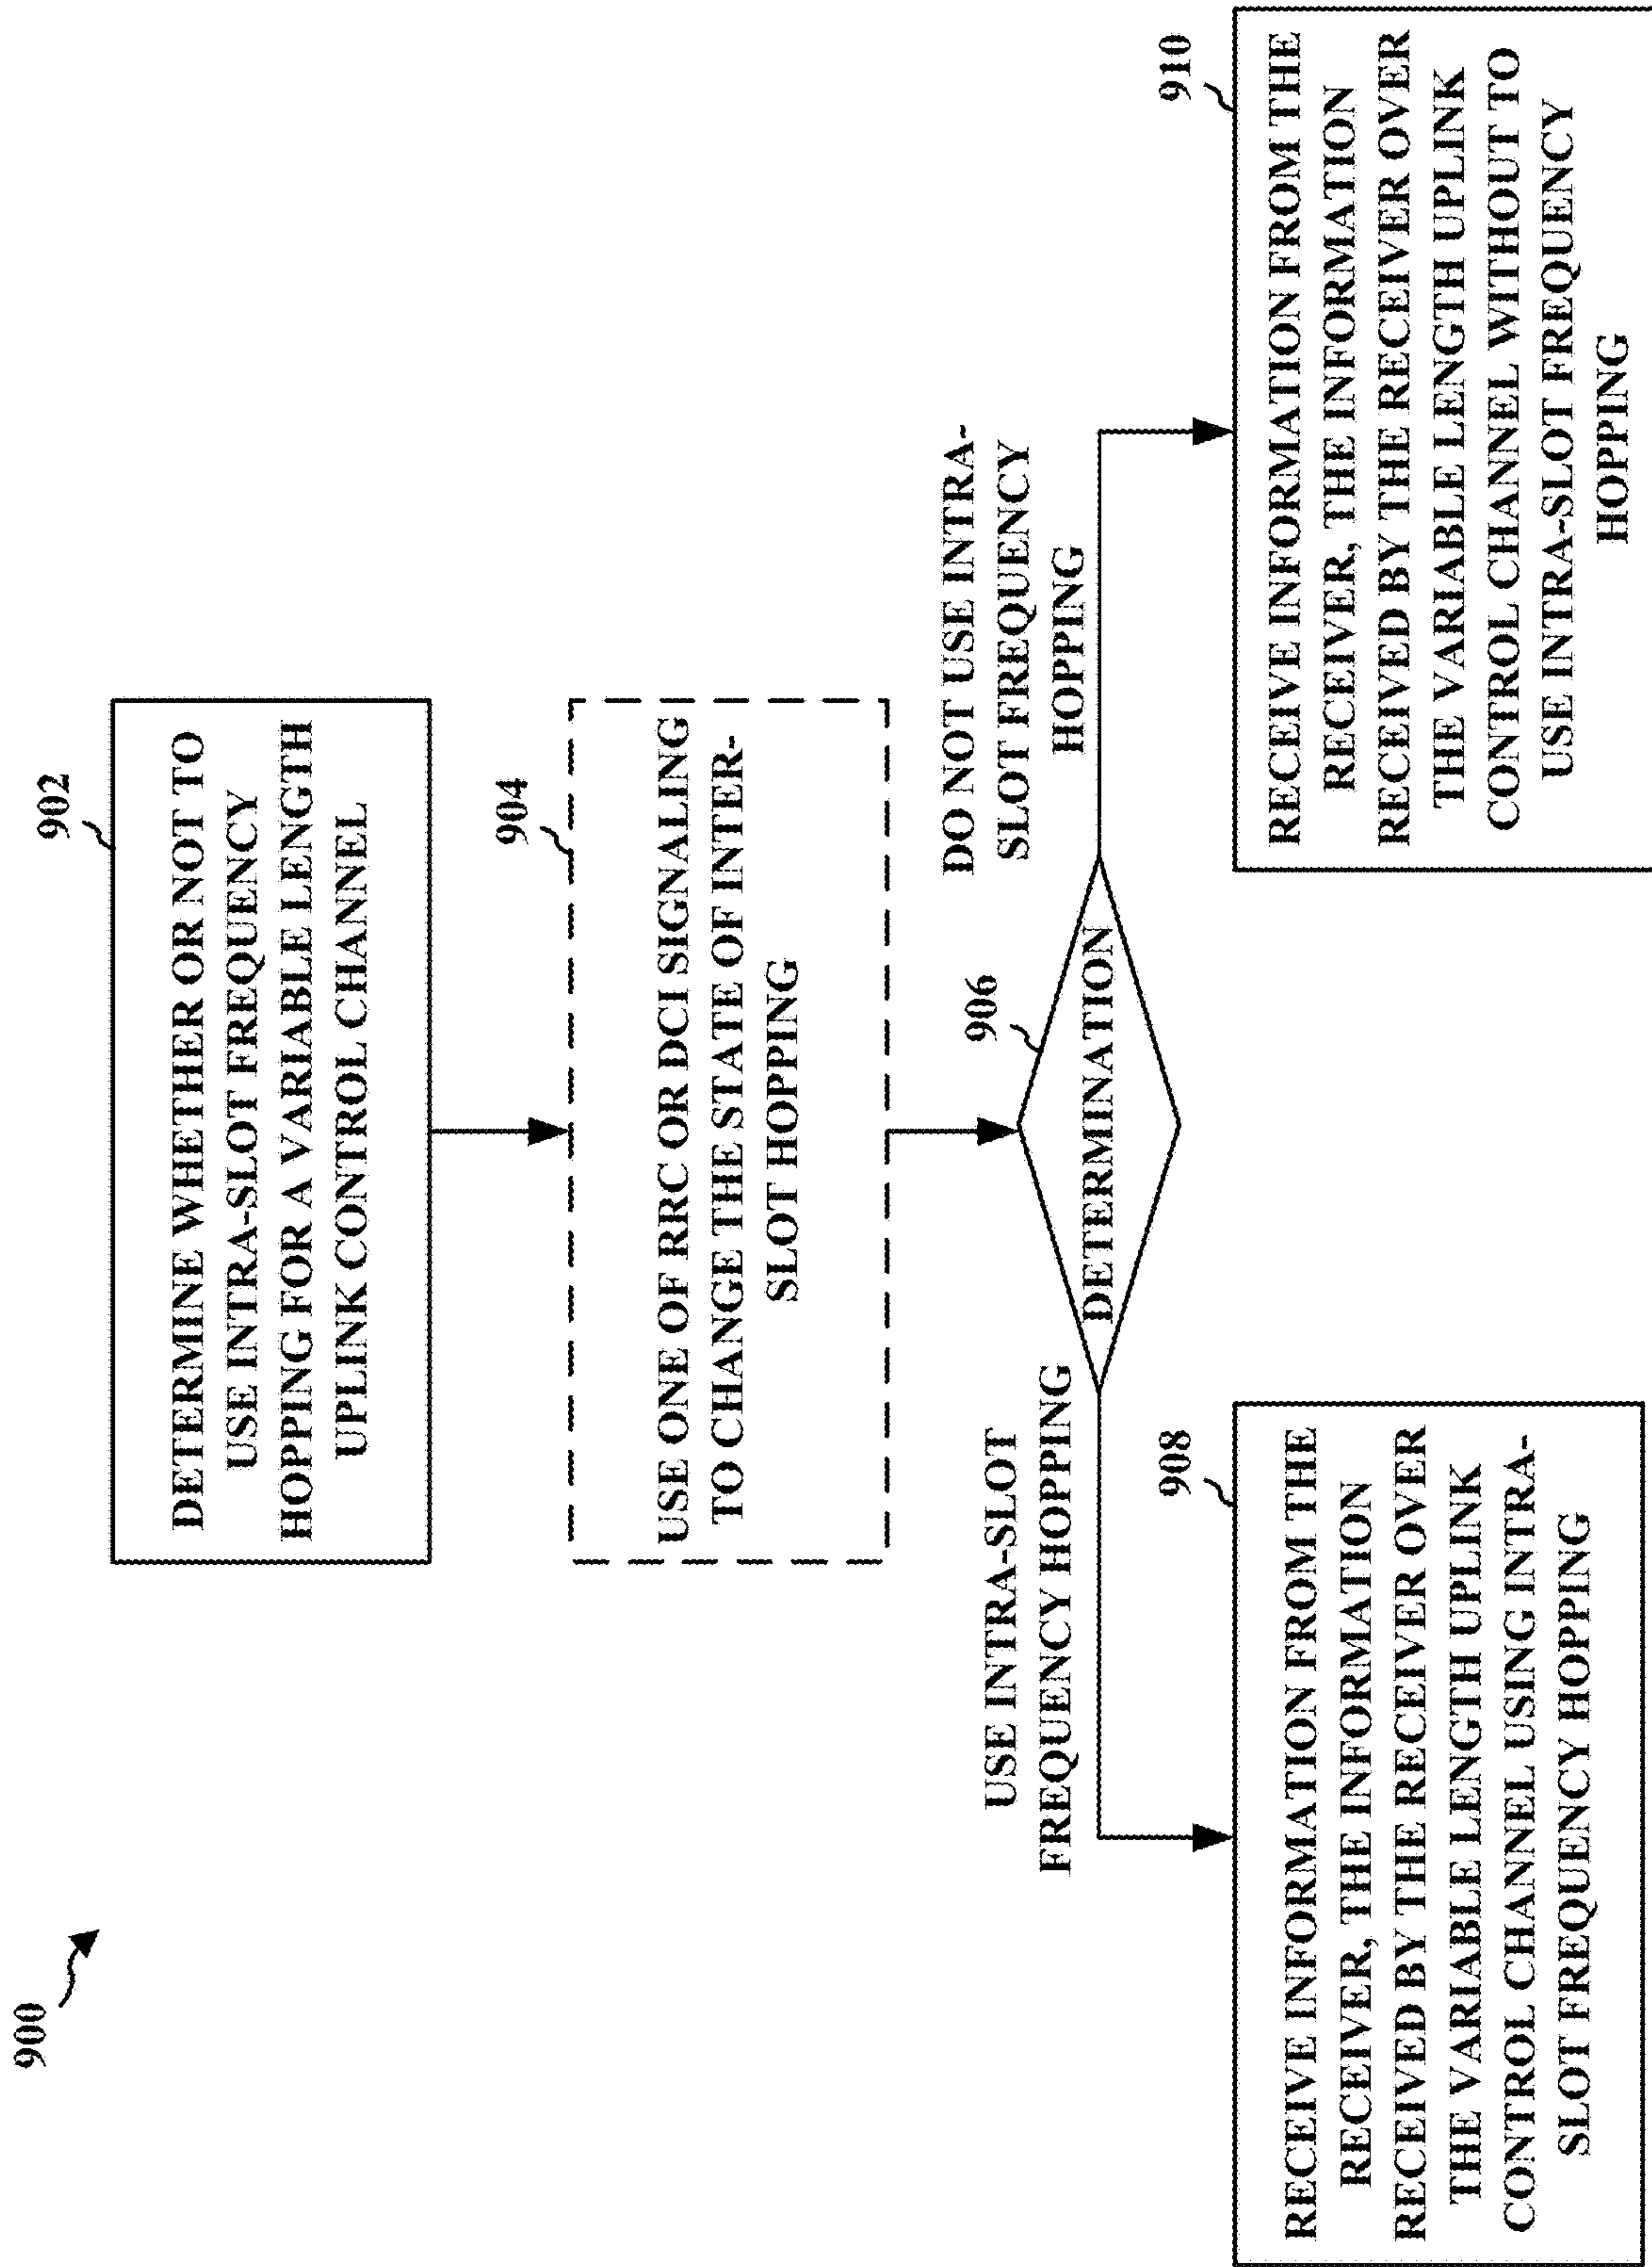 900
902
DETERMINE WHETHER OR NOT TO
USE INTRA-SLOT FREQUENCY
HOPPING FOR A VARIABLE LENGTH
UPLINK CONTROL CHANNEL
904
USE ONE OF RRC OR DCI SIGNALING
TO CHANGE THE STATE OF INTER-
SLOT HOPPING
906
DETERMINATION
USE INTRA-SLOT
FREQUENCY HOPPING
DO NOT USE INTRA-
SLOT FREQUENCY
HOPPING
908
RECEIVE INFORMATION FROM THE
RECEIVER, THE INFORMATION
RECEIVED BY THE RECEIVER OVER
THE VARIABLE LENGTH UPLINK
CONTROL CHANNEL USING INTRA-
SLOT FREQUENCY HOPPING
910
RECEIVE INFORMATION FROM THE
RECEIVER, THE INFORMATION
RECEIVED BY THE RECEIVER OVER
THE VARIABLE LENGTH UPLINK
CONTROL CHANNEL WITHOUT TO
USE INTRA-SLOT FREQUENCY
HOPPING